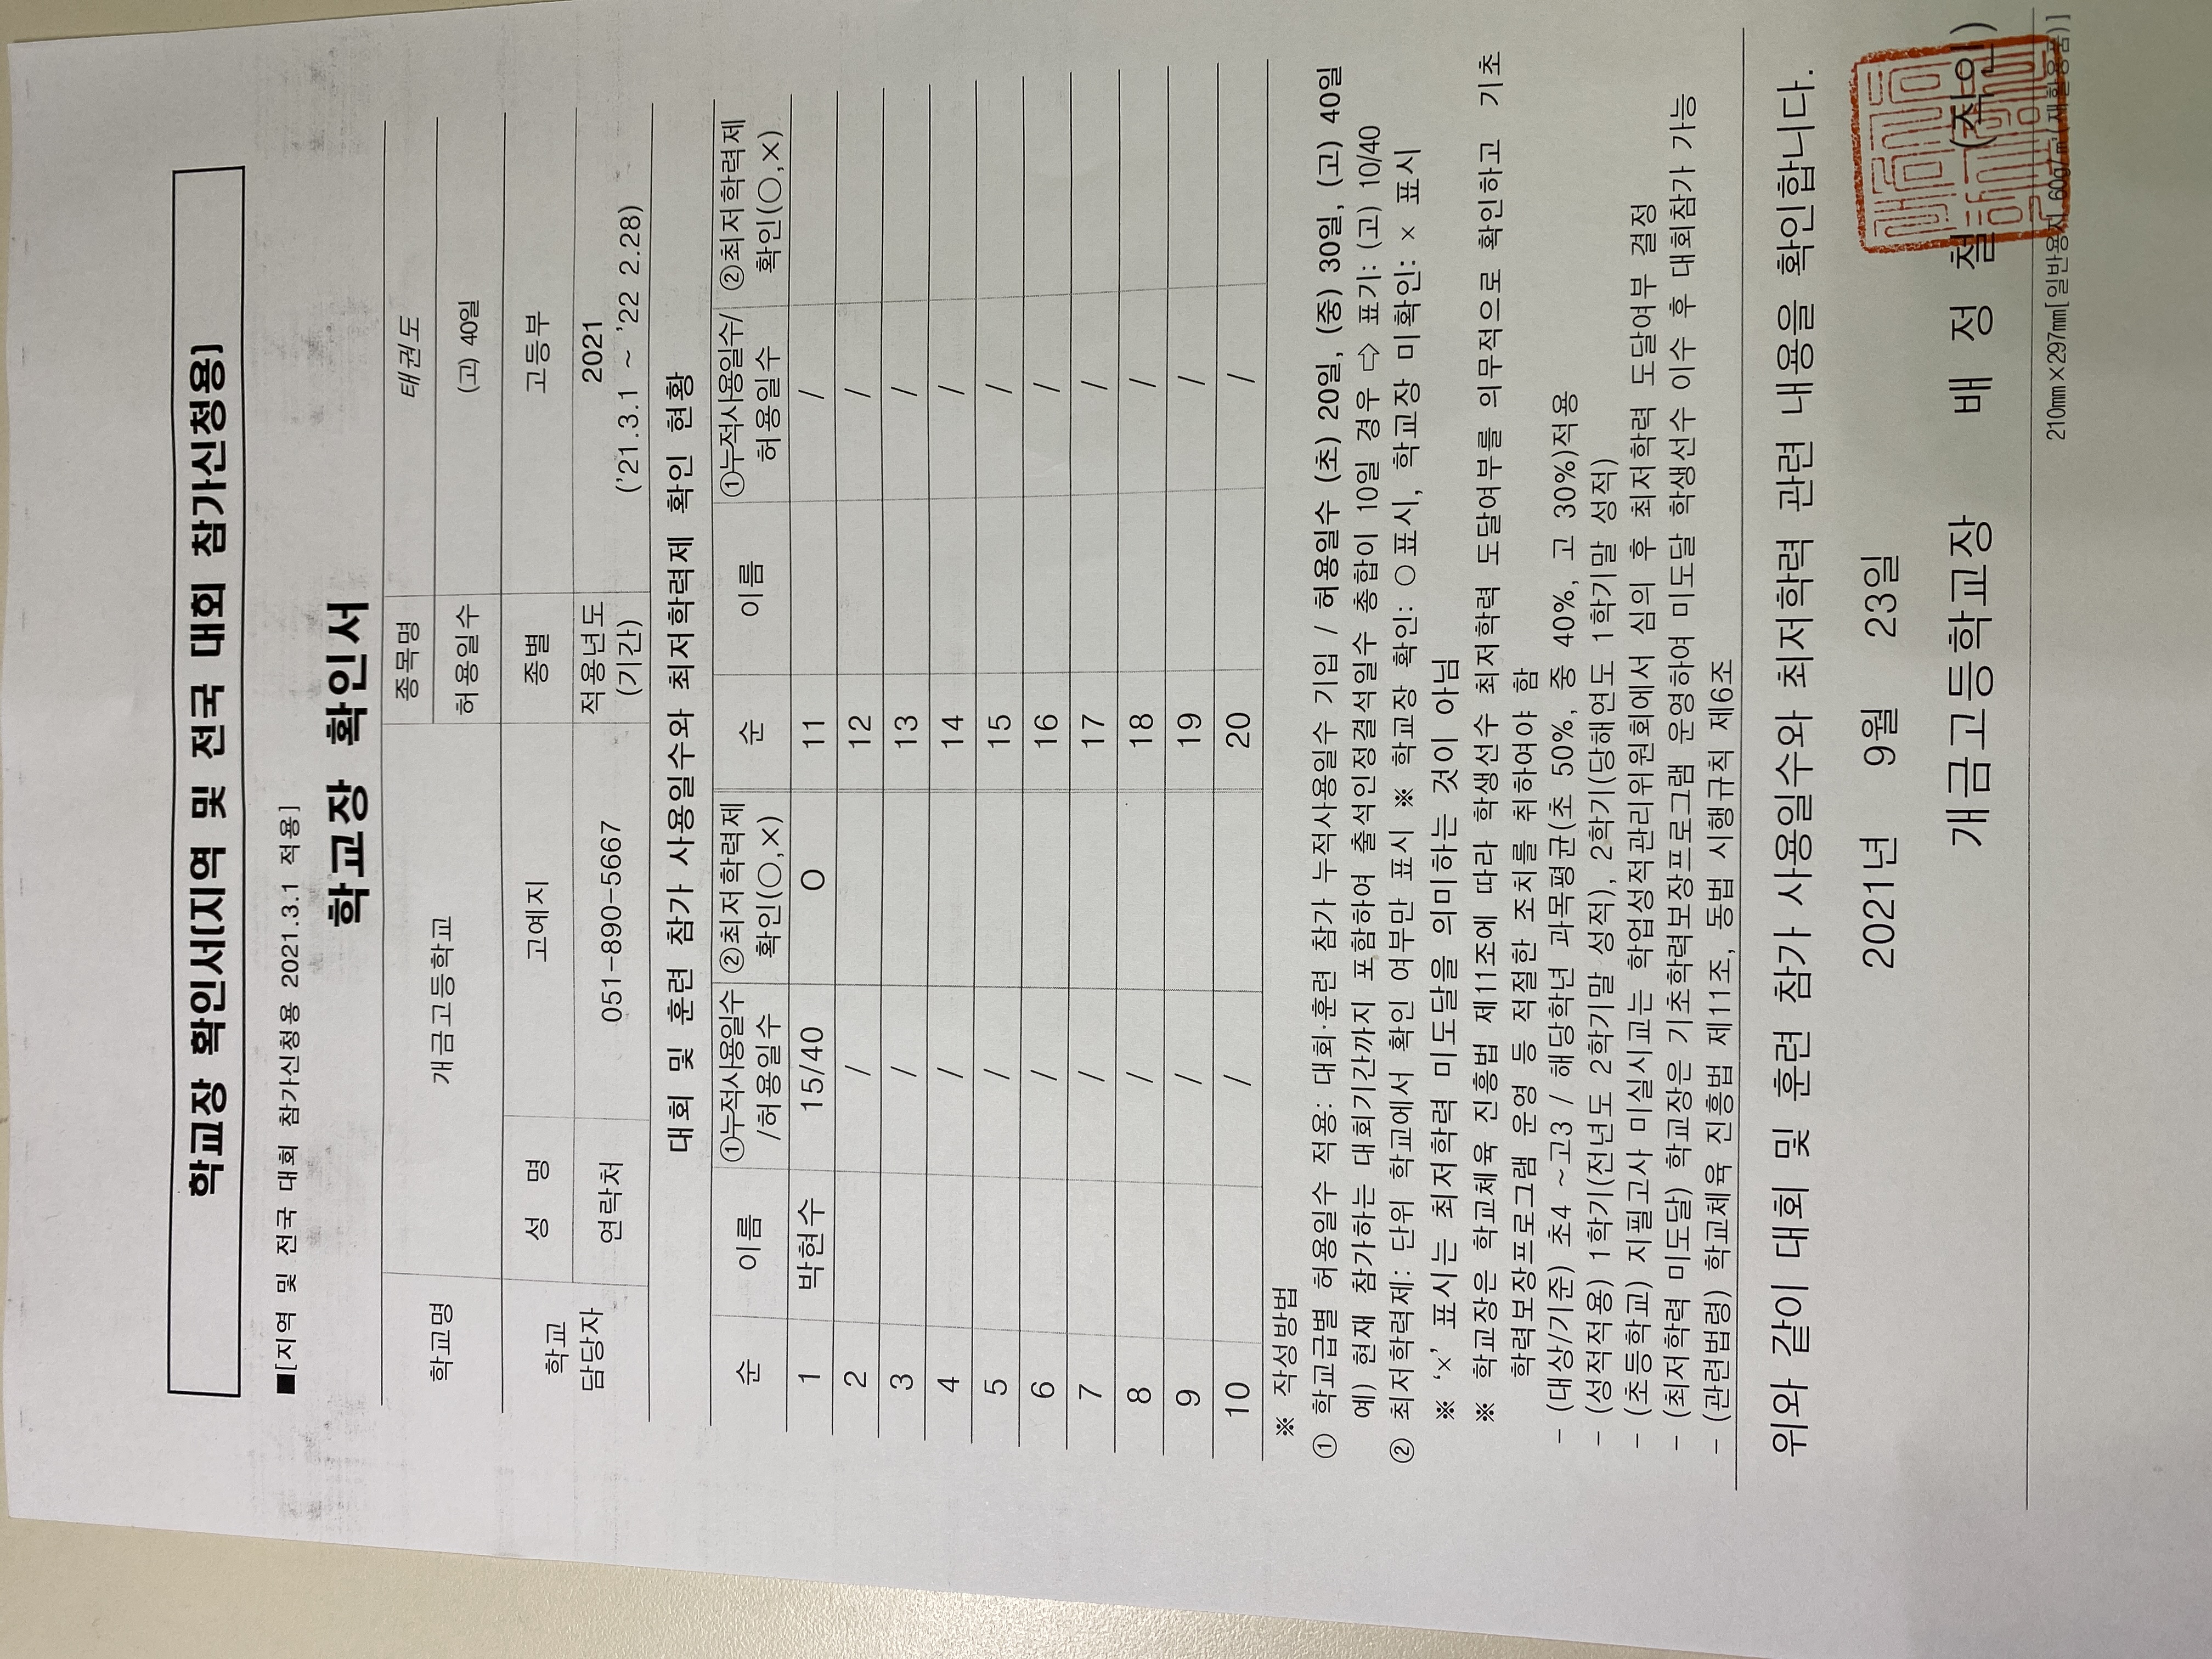 학교장 확인서[지역 및 전국 대회 참가신청용]
■[지역 및 전국 대회 참가신청용 2021.3.1 적용]
학교장 확인서
학교명 개금고등학교 종목명 태권도
허용일수 (고) 40일
학교 담당자 성 명 고예지 종별 고등부
연락처 051-890-5667 적용년도 2021
(기간) ('21.3.1 ~ '22 2.28)
대회 및 훈련 참가 사용일수와 최저학력제 확인 현황
순 이름 ①누적사용일수 ②최저학력제 순 이름 ①누적사용일수/ ②최저학력제
/허용일수 확인(○,×) 허용일수 확인(○,×)
1 박현수 15/40 O 11 /
2 / 12 /
3 / 13 /
4 / 14 /
5 / 15 /
6 / 16 /
7 / 17 /
8 / 18 /
9 / 19 /
10 / 20 /
※ 작성방법
① 학교급별 허용일수 적용: 대회·훈련 참가 누적사용일수 기입 / 허용일수 (초) 20일, (중) 30일, (고) 40일
예) 현재 참가하는 대회기간까지 포함하여 출석인정결석일수 총합이 10일 경우 ⇨ 표기: (고) 10/40
② 최저학력제: 단위 학교에서 확인 여부만 표시 ※ 학교장 확인: ○표시, 학교장 미확인: × 표시
※ '×' 표시는 최저학력 미도달을 의미하는 것이 아님
※ 학교장은 학교체육 진흥법 제11조에 따라 학생선수 최저학력 도달여부를 의무적으로 확인하고 기초
학력보장프로그램 운영 등 적절한 조치를 취하여야 함
- (대상/기준) 초4 ~고3 / 해당학년 과목평균(초 50%, 중 40%, 고 30%)적용
- (성적적용) 1학기(전년도 2학기말 성적), 2학기(당해연도 1학기말 성적)
- (초등학교) 지필고사 미실시교는 학업성적관리위원회에서 심의 후 최저학력 도달여부 결정
- (최저학력 미도달) 학교장은 기초학력보장프로그램 운영하여 미도달 학생선수 이수 후 대회참가 가능
- (관련법령) 학교체육 진흥법 제11조, 동법 시행규칙 제6조
위와 같이 대회 및 훈련 참가 사용일수와 최저학력 관련 내용을 확인합니다.
2021년 9월 23일
개금고등학교장 배 정 철 (직인)
210㎜×297㎜[일반용지 60g/㎡(재활용품)]